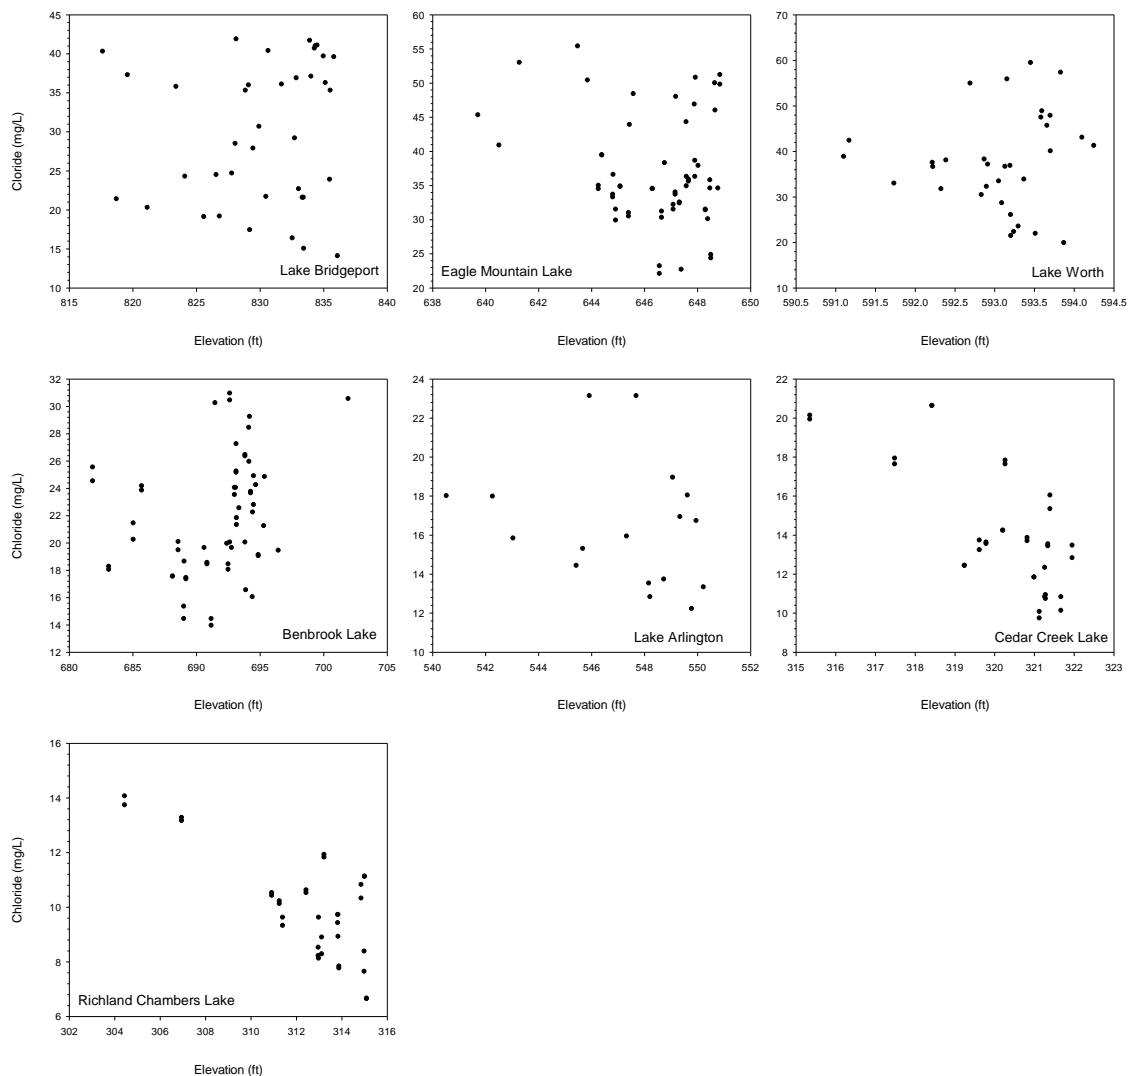 45
40
35
30
25
20
15
10
Cloride (mg/L)
Lake Bridgeport
815 820 825 830 835 840
Elevation (ft)
60
55
50
45
40
35
30
25
20
Eagle Mountain Lake
638 640 642 644 646 648 650
Elevation (ft)
70
60
50
40
30
20
10
Lake Worth
590.5 591.0 591.5 592.0 592.5 593.0 593.5 594.0 594.5
Elevation (ft)
32
30
28
26
24
22
20
18
16
14
12
Chloride (mg/L)
Benbrook Lake
680 685 690 695 700 705
Elevation (ft)
24
22
20
18
16
14
12
10
Lake Arlington
540 542 544 546 548 550 552
Elevation (ft)
22
20
18
16
14
12
10
8
Cedar Creek Lake
315 316 317 318 319 320 321 322 323
Elevation (ft)
16
14
12
10
8
6
Chloride (mg/L)
Richland Chambers Lake
302 304 306 308 310 312 314 316
Elevation (ft)